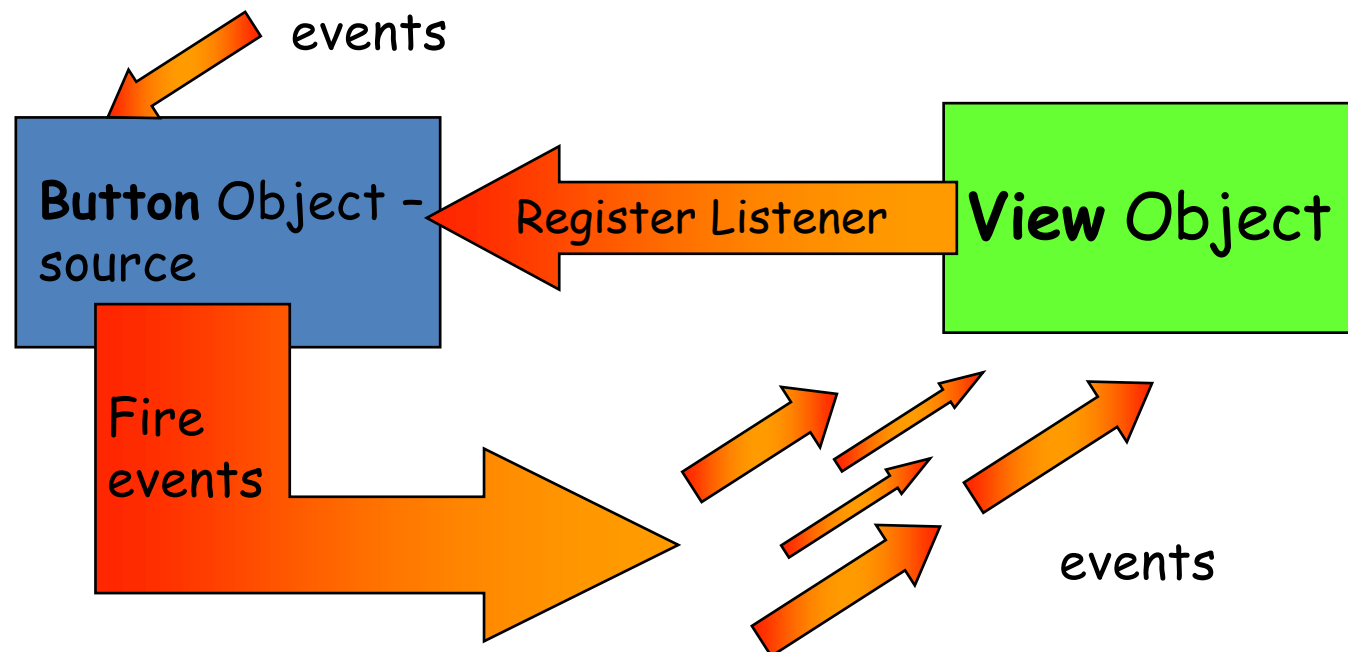 events
Button Object –
source
Register Listener
View Object
Fire
events
events